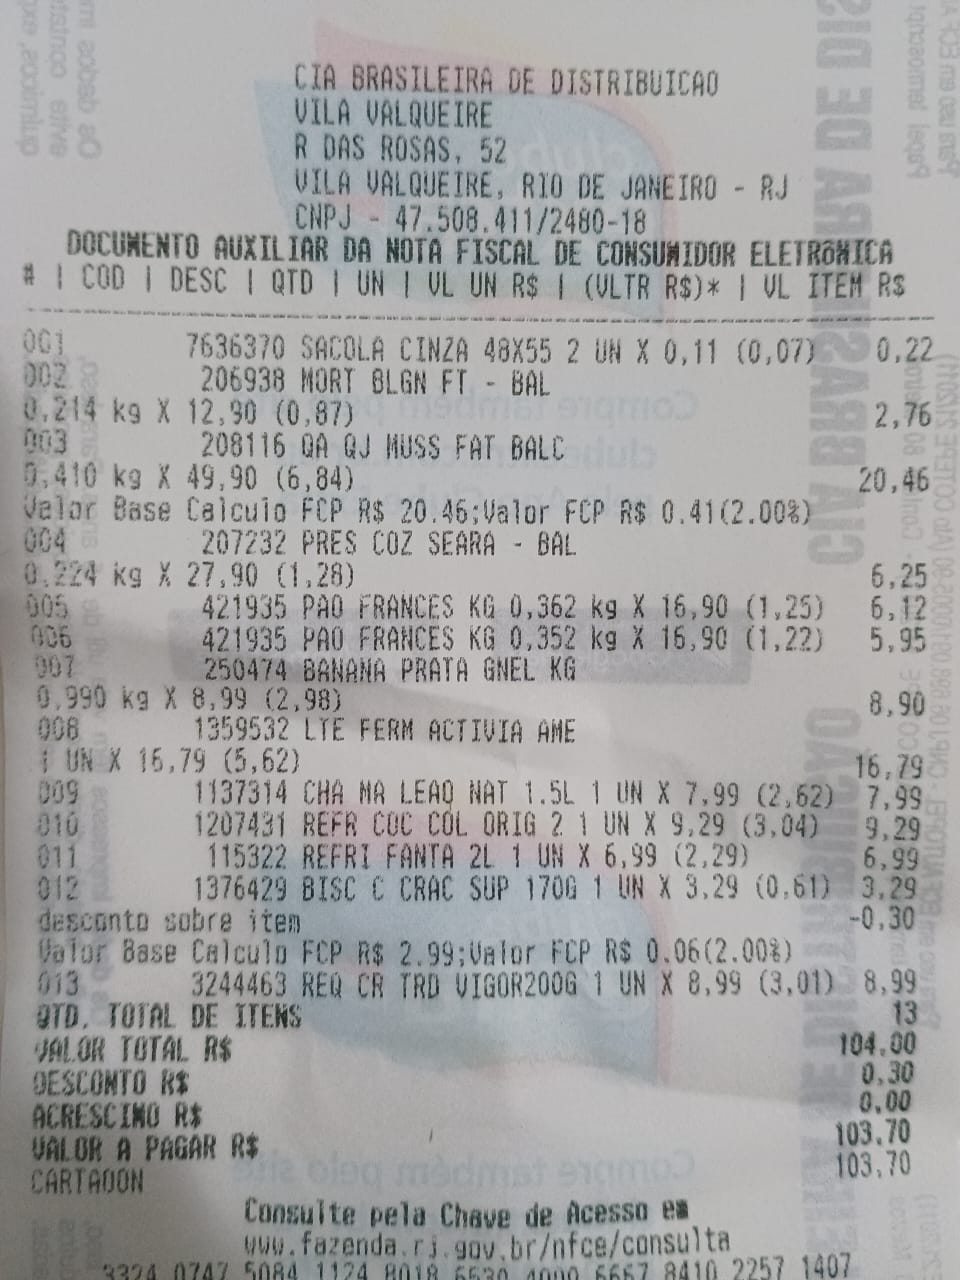 CIA BRASILEIRA DE DISTRIBUICAO
VILA VALQUEIRE
R DAS ROSAS, 52
VILA VALQUEIRE, RIO DE JANEIRO - RJ
CNPJ - 47.508.411/2480-18
DOCUMENTO AUXILIAR DA NOTA FISCAL DE CONSUMIDOR ELETRôNICA
# | COD | DESC | QTD | UN | VL UN R$ | (VLTR R$)* | VL ITEM R$
001 7636370 SACOLA CINZA 48X55 2 UN X 0,11 (0,07) 0,22
002 206938 MORT BLGN FT - BAL
0,214 kg X 12,90 (0,87) 2,76
003 208116 QA QJ MUSS FAT BALC
0,410 kg X 49,90 (6,84) 20,46
Valor Base Calculo FCP R$ 20.46;Valor FCP R$ 0.41(2.00%)
004 207232 PRES COZ SEARA - BAL
0,224 kg X 27,90 (1,28) 6,25
005 421935 PAO FRANCES KG 0,362 kg X 16,90 (1,25) 6,12
006 421935 PAO FRANCES KG 0,352 kg X 16,90 (1,22) 5,95
007 250474 BANANA PRATA GNEL KG
0,990 kg X 8,99 (2,98) 8,90
008 1359532 LTE FERM ACTIVIA AME
1 UN X 16,79 (5,62) 16,79
009 1137314 CHA MA LEAO NAT 1.5L 1 UN X 7,99 (2,62) 7,99
010 1207431 REFR COC COL ORIG 2 1 UN X 9,29 (3,04) 9,29
011 115322 REFRI FANTA 2L 1 UN X 6,99 (2,29) 6,99
012 1376429 BISC C CRAC SUP 170G 1 UN X 3,29 (0,61) 3,29
desconto sobre item -0,30
Valor Base Calculo FCP R$ 2.99;Valor FCP R$ 0.06(2.00%)
013 3244463 REQ CR TRD VIGOR200G 1 UN X 8,99 (3,01) 8,99
QTD. TOTAL DE ITENS 13
VALOR TOTAL R$ 104,00
DESCONTO R$ 0,30
ACRESCIMO R$ 0,00
VALOR A PAGAR R$ 103,70
CARTAODN 103,70
Consulte pela Chave de Acesso em
www.fazenda.rj.gov.br/nfce/consulta
3324 0747 5084 1124 8018 6530 4000 6667 8410 2257 1407